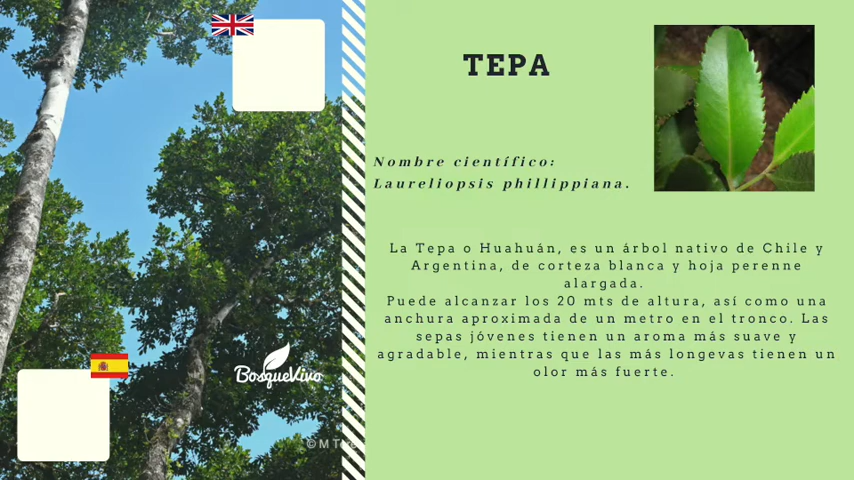 TEPA
Nombre científico:
Laureliopsis phillippiana.
La Tepa o Huahuán, es un árbol nativo de Chile y
Argentina, de corteza blanca y hoja perenne
alargada.
Puede alcanzar los 20 mts de altura, así como una
anchura aproximada de un metro en el tronco. Las
sepas jóvenes tienen un aroma más suave y
agradable, mientras que las más longevas tienen un
olor más fuerte.
BosqueVivo